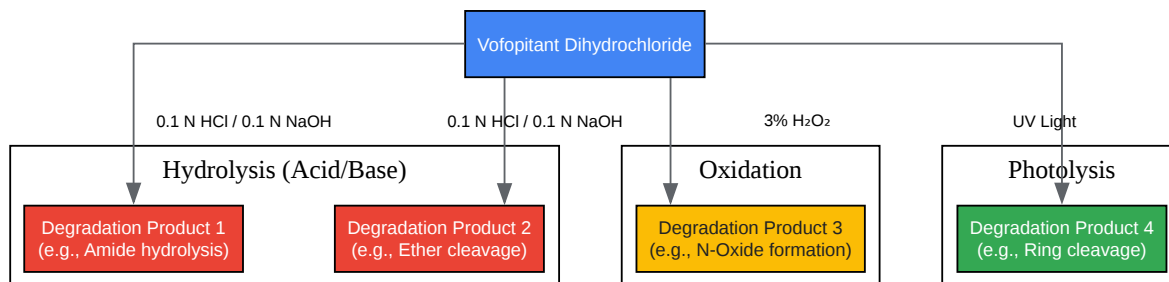 Vofopitant Dihydrochloride
0.1 N HCl / 0.1 N NaOH
0.1 N HCl / 0.1 N NaOH
3% H₂O₂
UV Light
Hydrolysis (Acid/Base)
Oxidation
Photolysis
Degradation Product 1
(e.g., Amide hydrolysis)
Degradation Product 2
(e.g., Ether cleavage)
Degradation Product 3
(e.g., N-Oxide formation)
Degradation Product 4
(e.g., Ring cleavage)